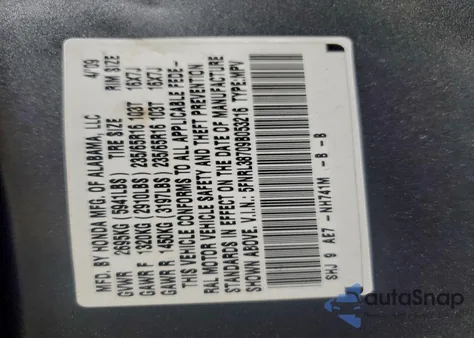 MFD. BY HONDA MFG. OF ALABAMA, LLC 4/09
TIRE SIZE RIM SIZE
GVWR 2695KG (5941LBS)
GAWR F 1320KG (2910LBS) 235/65R16 103T 16X7J
GAWR R 1450KG (3197LBS) 235/65R16 103T 16X7J
THIS VEHICLE CONFORMS TO ALL APPLICABLE FEDE-
RAL MOTOR VEHICLE SAFETY AND THEFT PREVENTION
STANDARDS IN EFFECT ON THE DATE OF MANUFACTURE
SHOWN ABOVE. V.I.N.: 5FNRL38709B053216 TYPE:MPV
SHJ 9 AE7 -NH741M -B -B
autaSnap